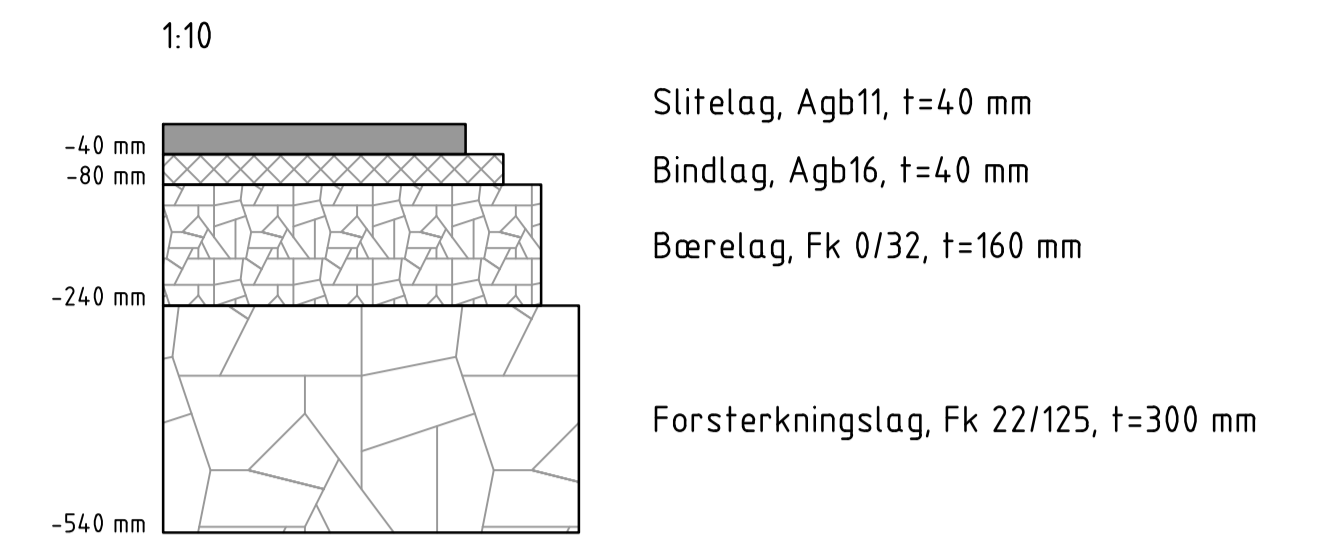 1:10
-40 mm
-80 mm
-240 mm
-540 mm
Slitelag, Agb11, t=40 mm
Bindlag, Agb16, t=40 mm
Bærelag, Fk 0/32, t=160 mm
Forsterkningslag, Fk 22/125, t=300 mm